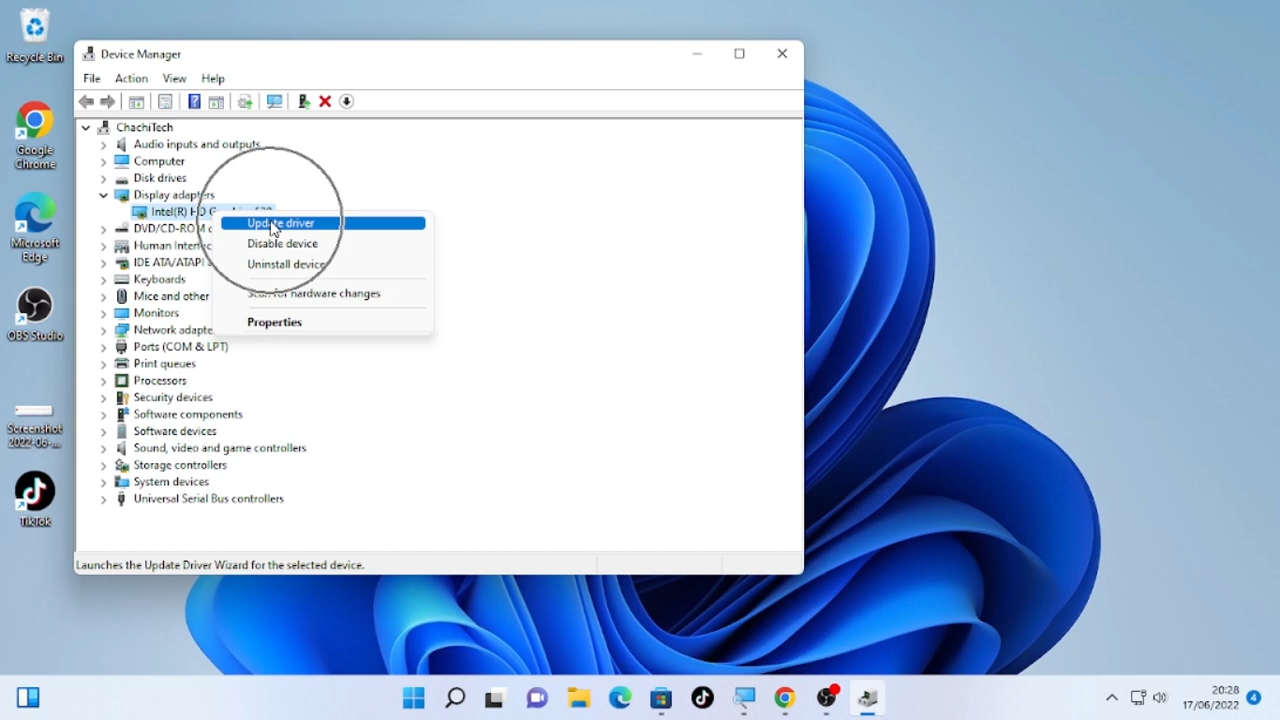 Recycle Bin
Google
Chrome
Microsoft
Edge
OBS Studio
Screenshot
2022-06-...
TikTok
Device Manager
File Action View Help
ChachiTech
Audio inputs and outputs
Computer
Disk drives
Display adapters
Intel(R) HD
DVD/CD-ROM
Human
IDE ATA/ATAPI
Keyboards
Mice and other
Monitors
Network
Ports (COM & LPT)
Print queues
Processors
Security devices
Software components
Software devices
Sound, video and game controllers
Storage controllers
System devices
Universal Serial Bus controllers
Update driver
Disable device
Uninstall device
Scan for hardware changes
Properties
Launches the Update Driver Wizard for the selected device.
20:28
17/06/2022
4